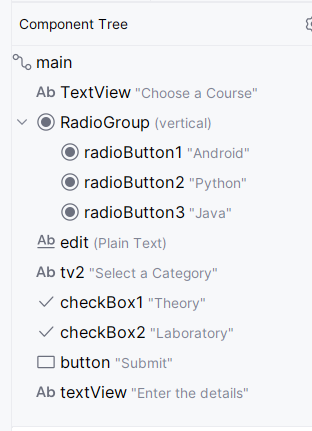 Component Tree
main
Ab TextView "Choose a Course"
RadioGroup (vertical)
radioButton1 "Android"
radioButton2 "Python"
radioButton3 "Java"
Ab edit (Plain Text)
Ab tv2 "Select a Category"
checkBox1 "Theory"
checkBox2 "Laboratory"
button "Submit"
Ab textView "Enter the details"